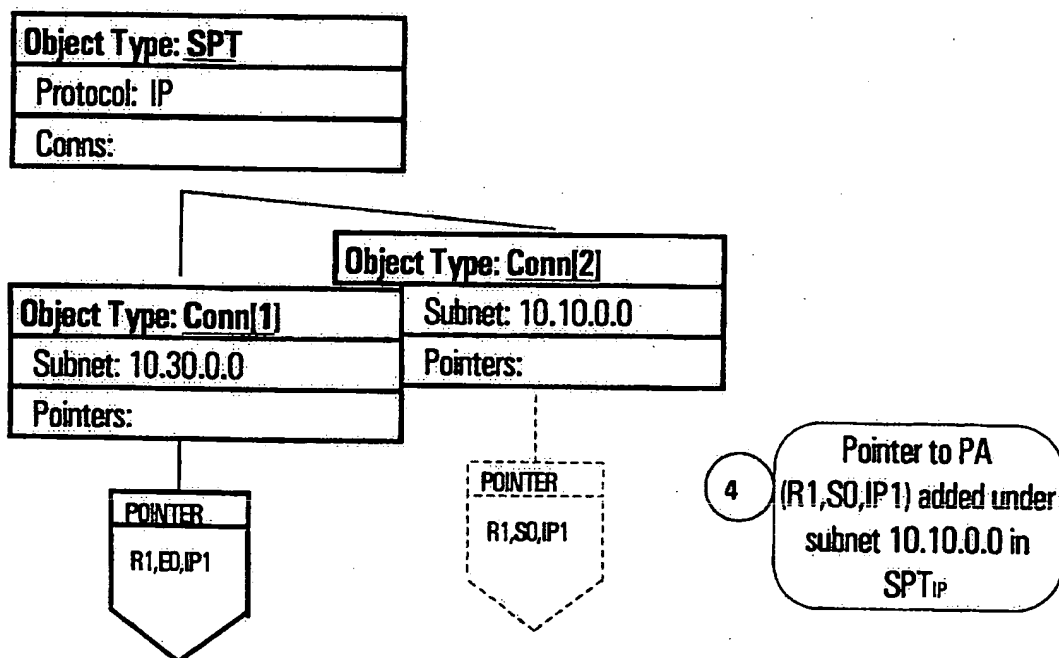 Object Type: SPT
Protocol: IP
Conns:
Object Type: Conn[2]
Subnet: 10.10.0.0
Pointers:
Object Type: Conn[1]
Subnet: 10.30.0.0
Pointers:
POINTER
R1,E0,IP1
POINTER
R1,S0,IP1
4
Pointer to PA
(R1,S0,IP1) added under
subnet 10.10.0.0 in
SPTIP